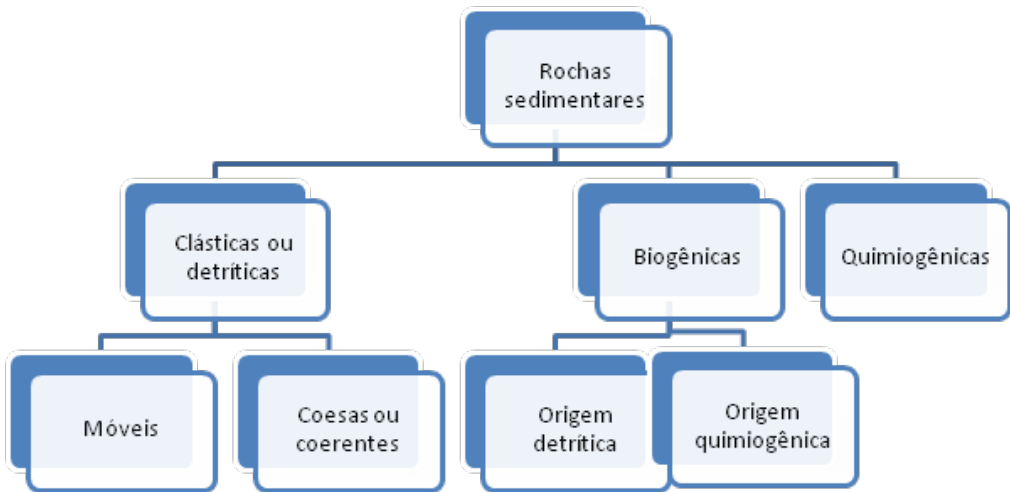 Rochas
sedimentares
Clásticas ou
detríticas
Biogênicas
Quimiogênicas
Móveis
Coesas ou
coerentes
Origem
detrítica
Origem
quimiogênica